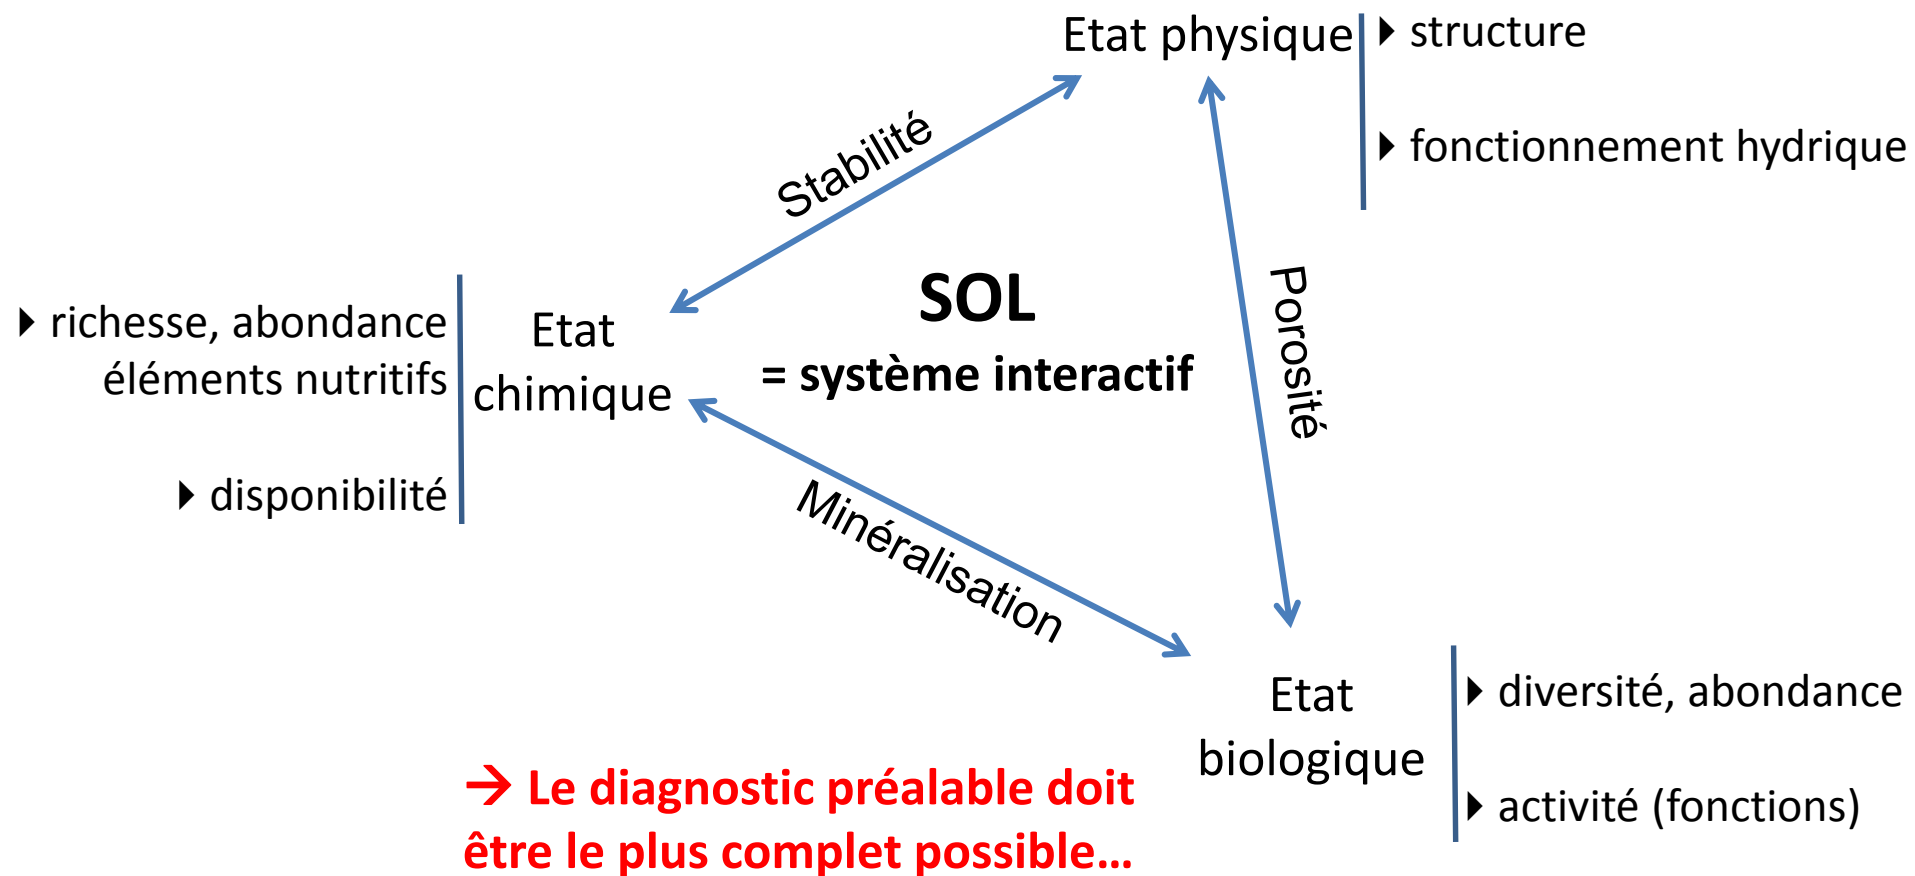 Etat physique
▶ structure
▶ fonctionnement hydrique
Stabilité
SOL
= système interactif
Porosité
▶ richesse, abondance
éléments nutritifs
▶ disponibilité
Etat
chimique
Minéralisation
Etat
biologique
▶ diversité, abondance
▶ activité (fonctions)
→ Le diagnostic préalable doit
être le plus complet possible…